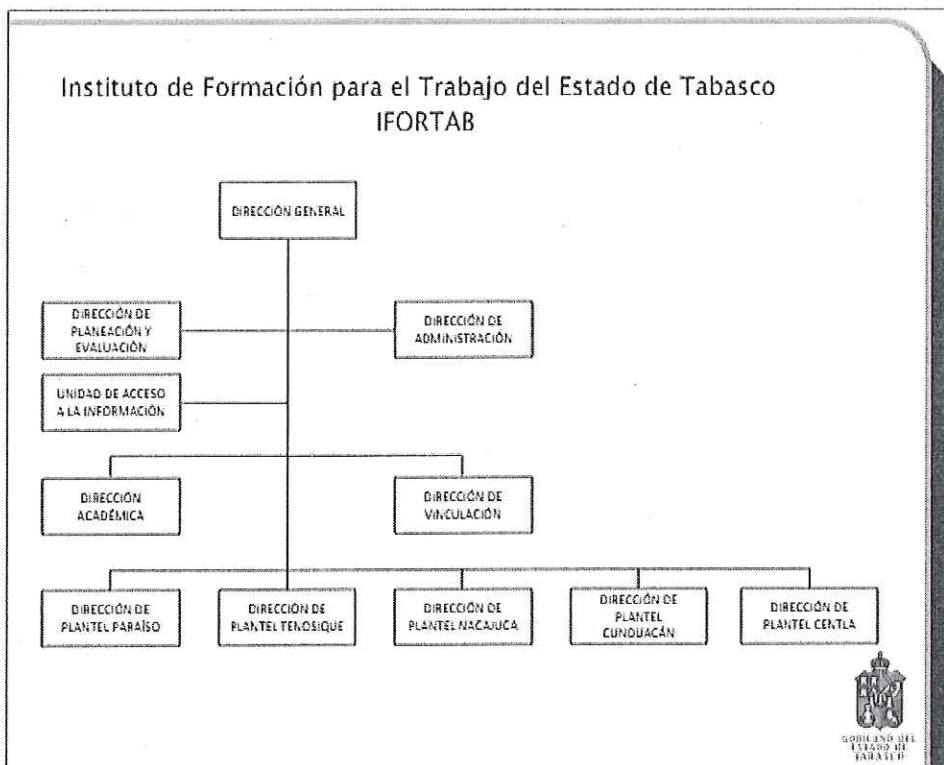 Instituto de Formación para el Trabajo del Estado de Tabasco
IFORTAB
DIRECCIÓN GENERAL
DIRECCIÓN DE
PLANEACIÓN Y
EVALUACIÓN
DIRECCIÓN DE
ADMINISTRACIÓN
UNIDAD DE ACCESO
A LA INFORMACIÓN
DIRECCIÓN
ACADÉMICA
DIRECCIÓN DE
VINCULACIÓN
DIRECCIÓN DE
PLANTEL PARAÍSO
DIRECCIÓN DE
PLANTEL TENOSIQUE
DIRECCIÓN DE
PLANTEL NACAJUCA
DIRECCIÓN DE
PLANTEL
CUNDUACÁN
DIRECCIÓN DE
PLANTEL CENTLA
GOBIERNO DEL
ESTADO DE
TABASCO